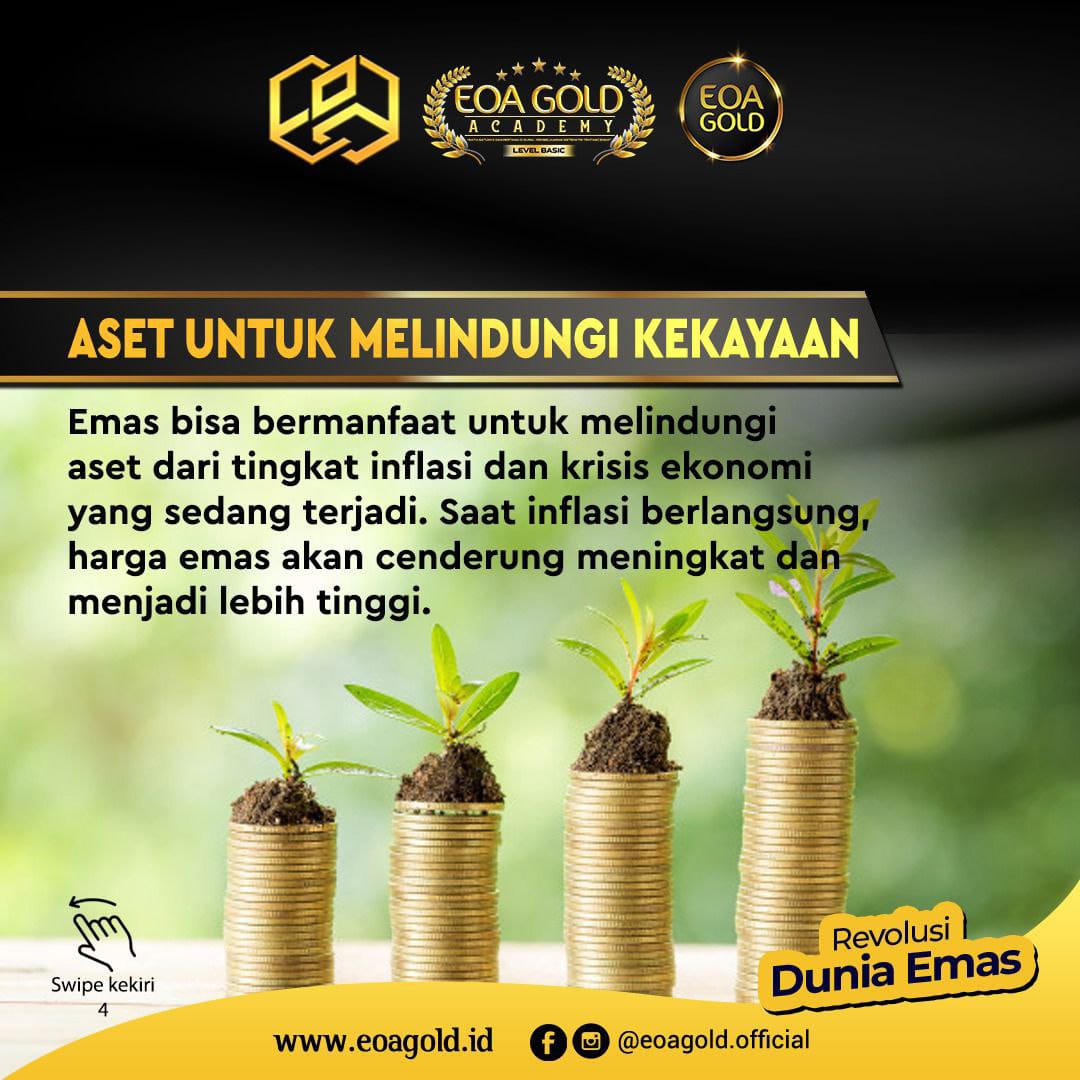 EOA GOLD
ACADEMY
LEVEL BASIC
EOA
GOLD
ASET UNTUK MELINDUNGI KEKAYAAN
Emas bisa bermanfaat untuk melindungi
aset dari tingkat inflasi dan krisis ekonomi
yang sedang terjadi. Saat inflasi berlangsung,
harga emas akan cenderung meningkat dan
menjadi lebih tinggi.
Swipe kekiri
4
Revolusi
Dunia Emas
www.eoagold.id
@eoagold.official